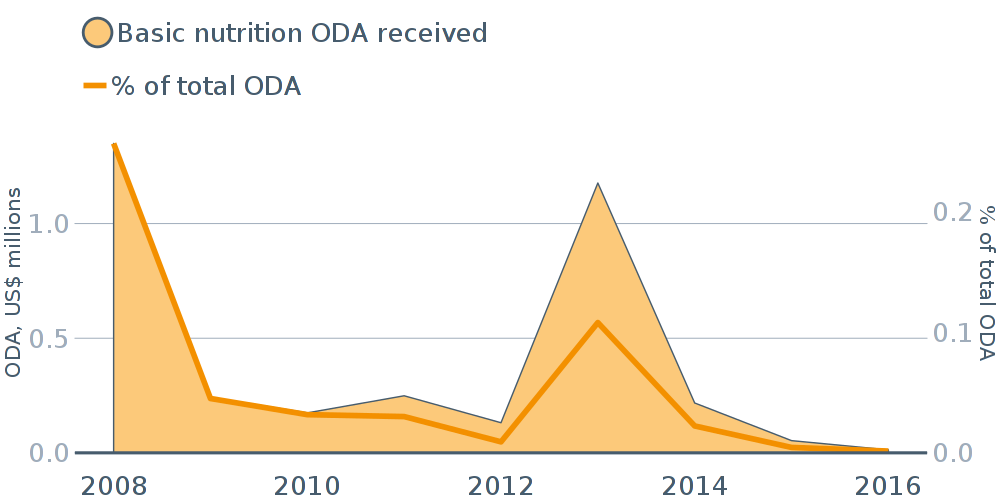 Basic nutrition ODA received
% of total ODA
ODA, US$ millions
1.0
0.5
0.0
0.2
0.1
0.0
% of total ODA
2008 2010 2012 2014 2016